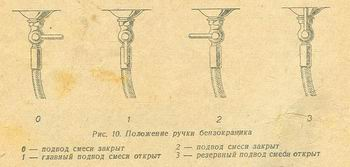 0 1 2 3
Рис. 10. Положение ручки бензокраника
0 — подвод смеси закрыт 2 — подвод смеси закрыт
1 — главный подвод смеси открыт 3 — резервный подвод смеси открыт